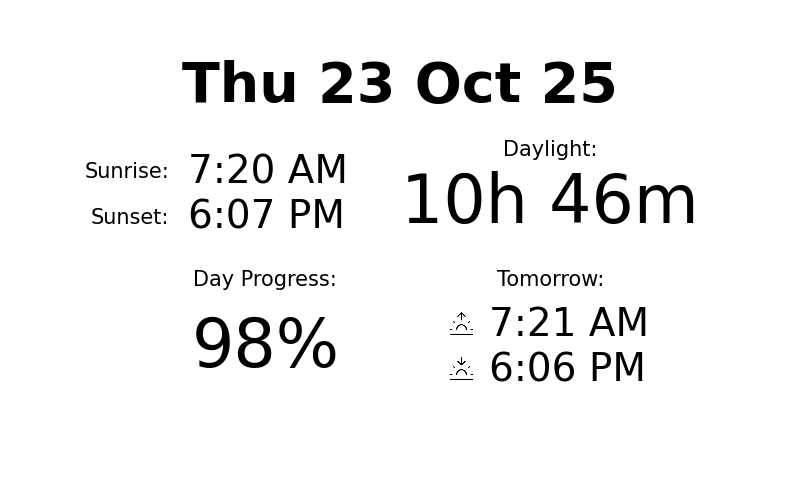 Thu 23 Oct 25
Sunrise: 7:20 AM
Sunset: 6:07 PM
Daylight:
10h 46m
Day Progress:
98%
Tomorrow:
7:21 AM
6:06 PM